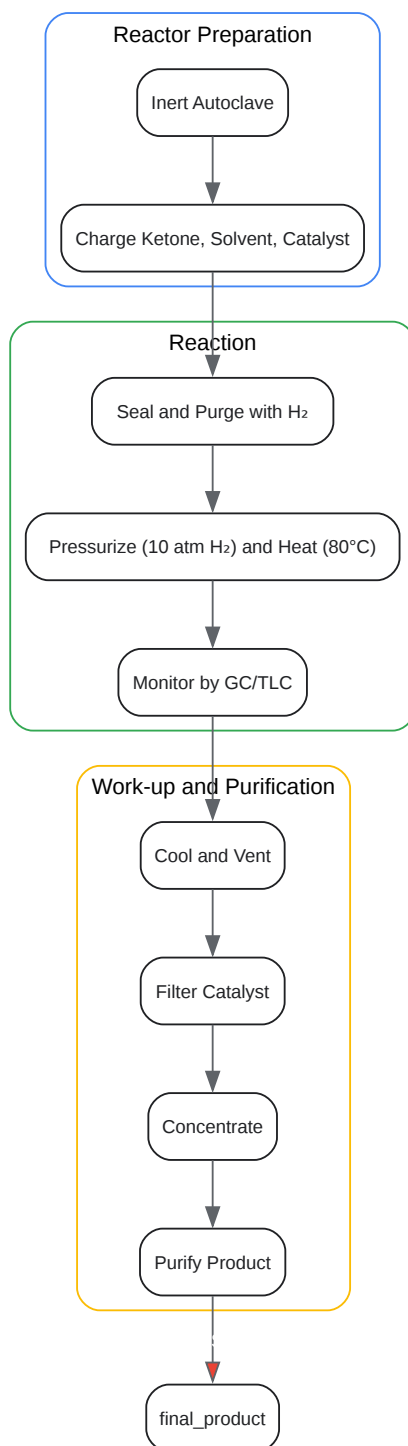 Reactor Preparation
Inert Autoclave
Charge Ketone, Solvent, Catalyst
Reaction
Seal and Purge with H₂
Pressurize (10 atm H₂) and Heat (80°C)
Monitor by GC/TLC
Work-up and Purification
Cool and Vent
Filter Catalyst
Concentrate
Purify Product
final_product